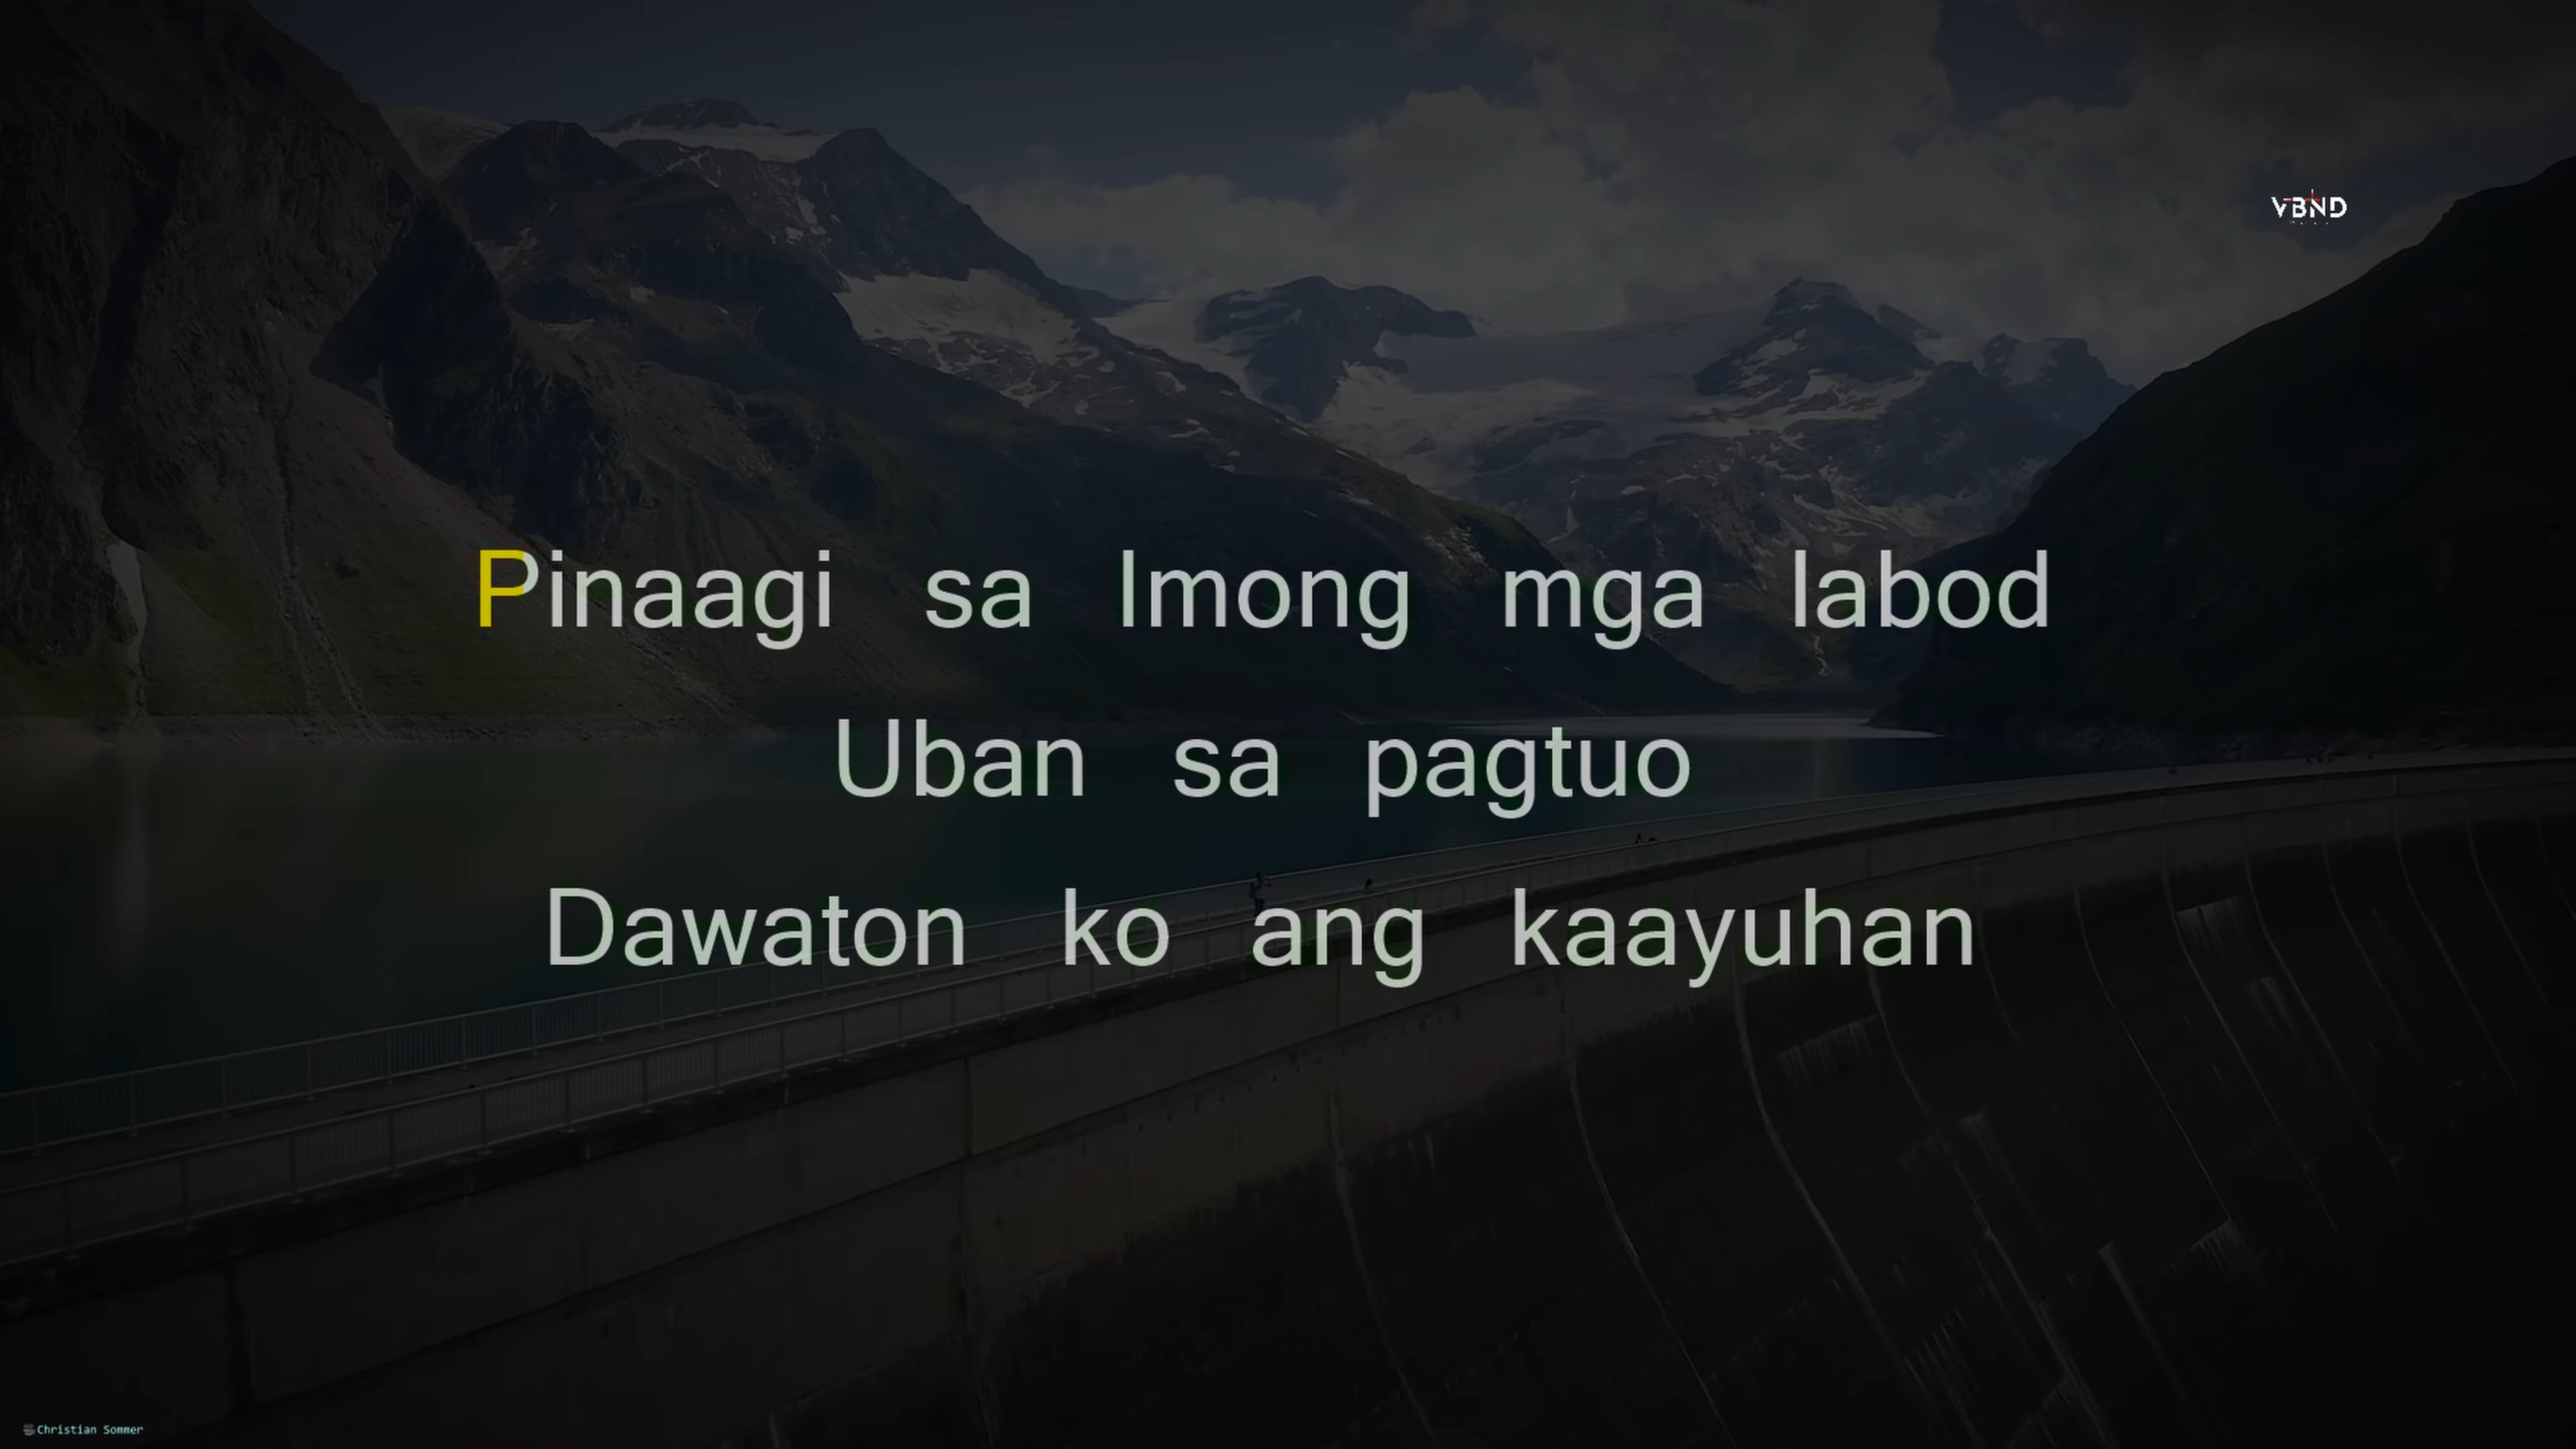 VBND
Pinaagi sa Imong mga labod
Uban sa pagtuo
Dawaton ko ang kaayuhan
Christian Sommer